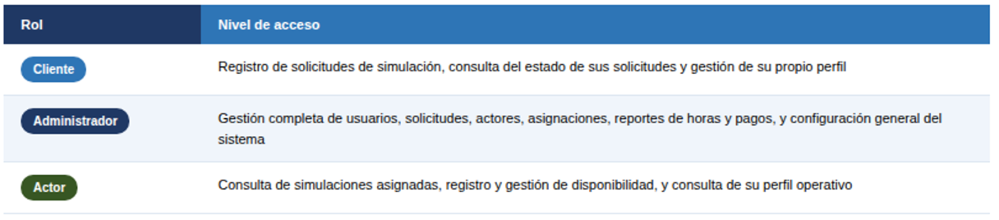 Rol Nivel de acceso
Cliente Registro de solicitudes de simulación, consulta del estado de sus solicitudes y gestión de su propio perfil
Administrador Gestión completa de usuarios, solicitudes, actores, asignaciones, reportes de horas y pagos, y configuración general del
sistema
Actor Consulta de simulaciones asignadas, registro y gestión de disponibilidad, y consulta de su perfil operativo